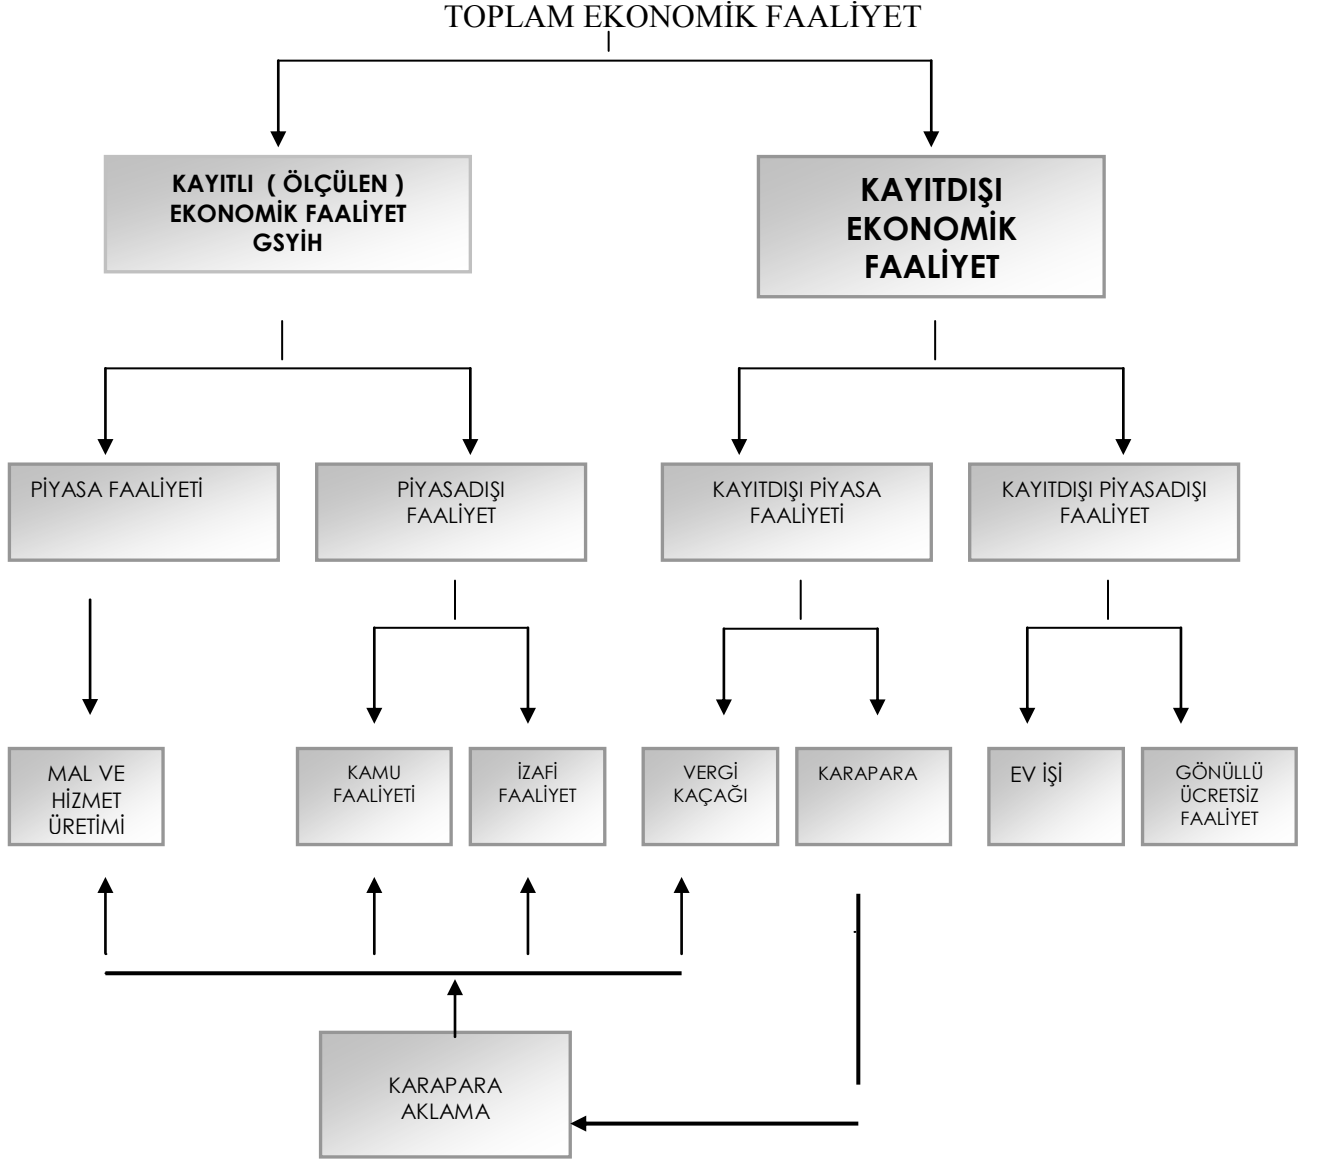 TOPLAM EKONOMİK FAALİYET
KAYITLI ( ÖLÇÜLEN )
EKONOMİK FAALİYET
GSYİH
KAYITDIŞI
EKONOMİK
FAALİYET
PİYASA FAALİYETİ
PİYASADIŞI
FAALİYET
KAYITDIŞI PİYASA
FAALİYETİ
KAYITDIŞI PİYASADIŞI
FAALİYET
MAL VE
HİZMET
ÜRETİMİ
KAMU
FAALİYETİ
İZAFİ
FAALİYET
VERGİ
KAÇAĞI
KARAPARA
EV İŞİ
GÖNÜLLÜ
ÜCRETSİZ
FAALİYET
KARAPARA
AKLAMA